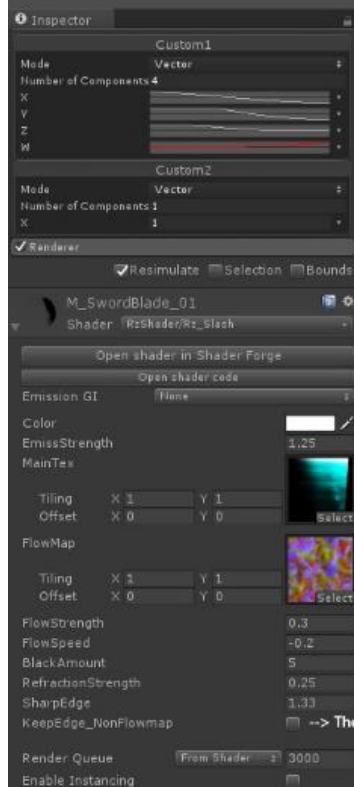 Inspector
Custom1
Mode Vector
Number of Components 4
X
Y
Z
W
Custom2
Mode Vector
Number of Components 1
X 1
Renderer
Resimulate Selection Bounds
M_SwordBlade_01
Shader RzShader/Rz_Slash
Open shader in Shader Forge
Open shader code
Emission GI None
Color
EmissStrength 1.25
MainTex
Tiling X 1 Y 1
Offset X 0 Y 0
Select
FlowMap
Tiling X 1 Y 1
Offset X 0 Y 0
Select
FlowStrength 0.3
FlowSpeed -0.2
BlackAmount 5
RefractionStrength 0.25
SharpEdge 1.33
KeepEdge_NonFlowmap --> The
Render Queue From Shader 3000
Enable Instancing